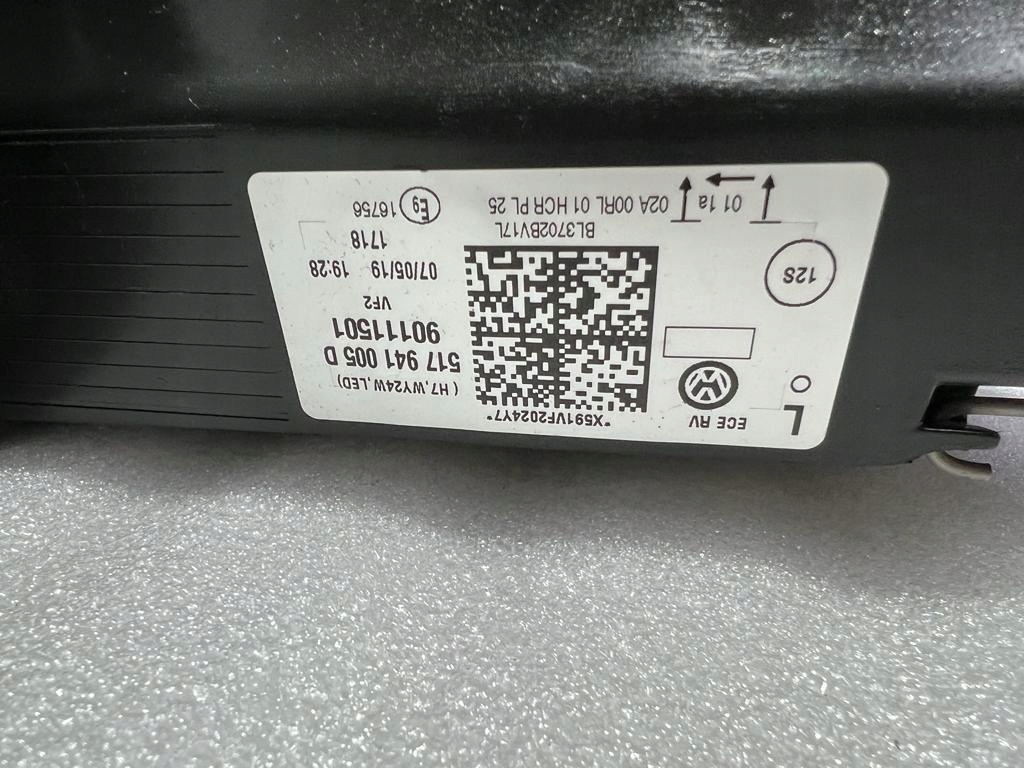 L
ECE RV
*X591VF2024Y7*
( H7,WY24W,LED)
517 941 005 D
90111501
VF2
07/05/19 19:28
1718
12S
BL3702BV17L
01 1a
02A 00RL 01 HCR PL 25
E9
16756